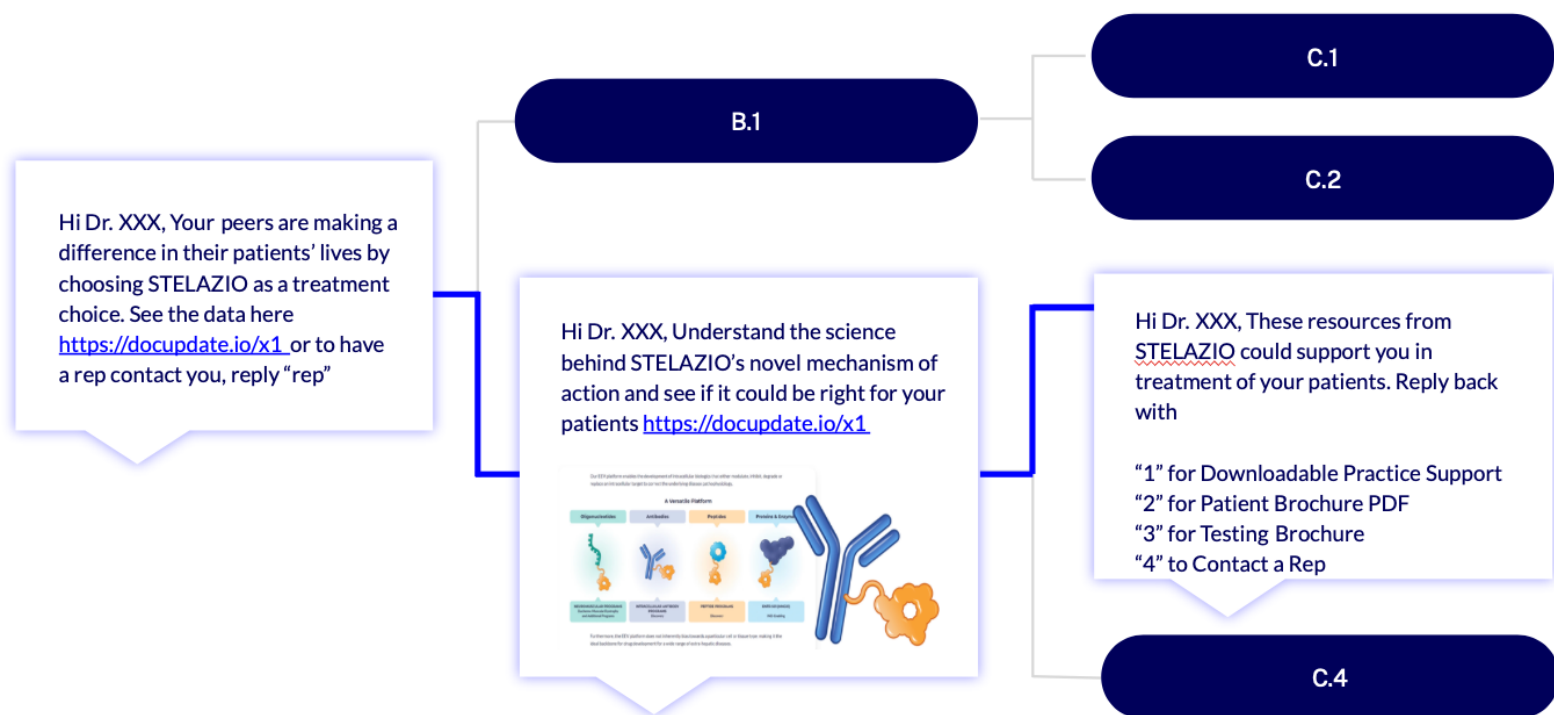 C.1
B.1
C.2
Hi Dr. XXX, Your peers are making a
difference in their patients’ lives by
choosing STELAZIO as a treatment
choice. See the data here
https://docupdate.io/x1 or to have
a rep contact you, reply “rep”
Hi Dr. XXX, Understand the science
behind STELAZIO’s novel mechanism of
action and see if it could be right for your
patients https://docupdate.io/x1
A Versatile Platform
Oligonucleotides
Antibodies
Peptides
Proteins & Enzymes
Hi Dr. XXX, These resources from
STELAZIO could support you in
treatment of your patients. Reply back
with
“1” for Downloadable Practice Support
“2” for Patient Brochure PDF
“3” for Testing Brochure
“4” to Contact a Rep
C.4